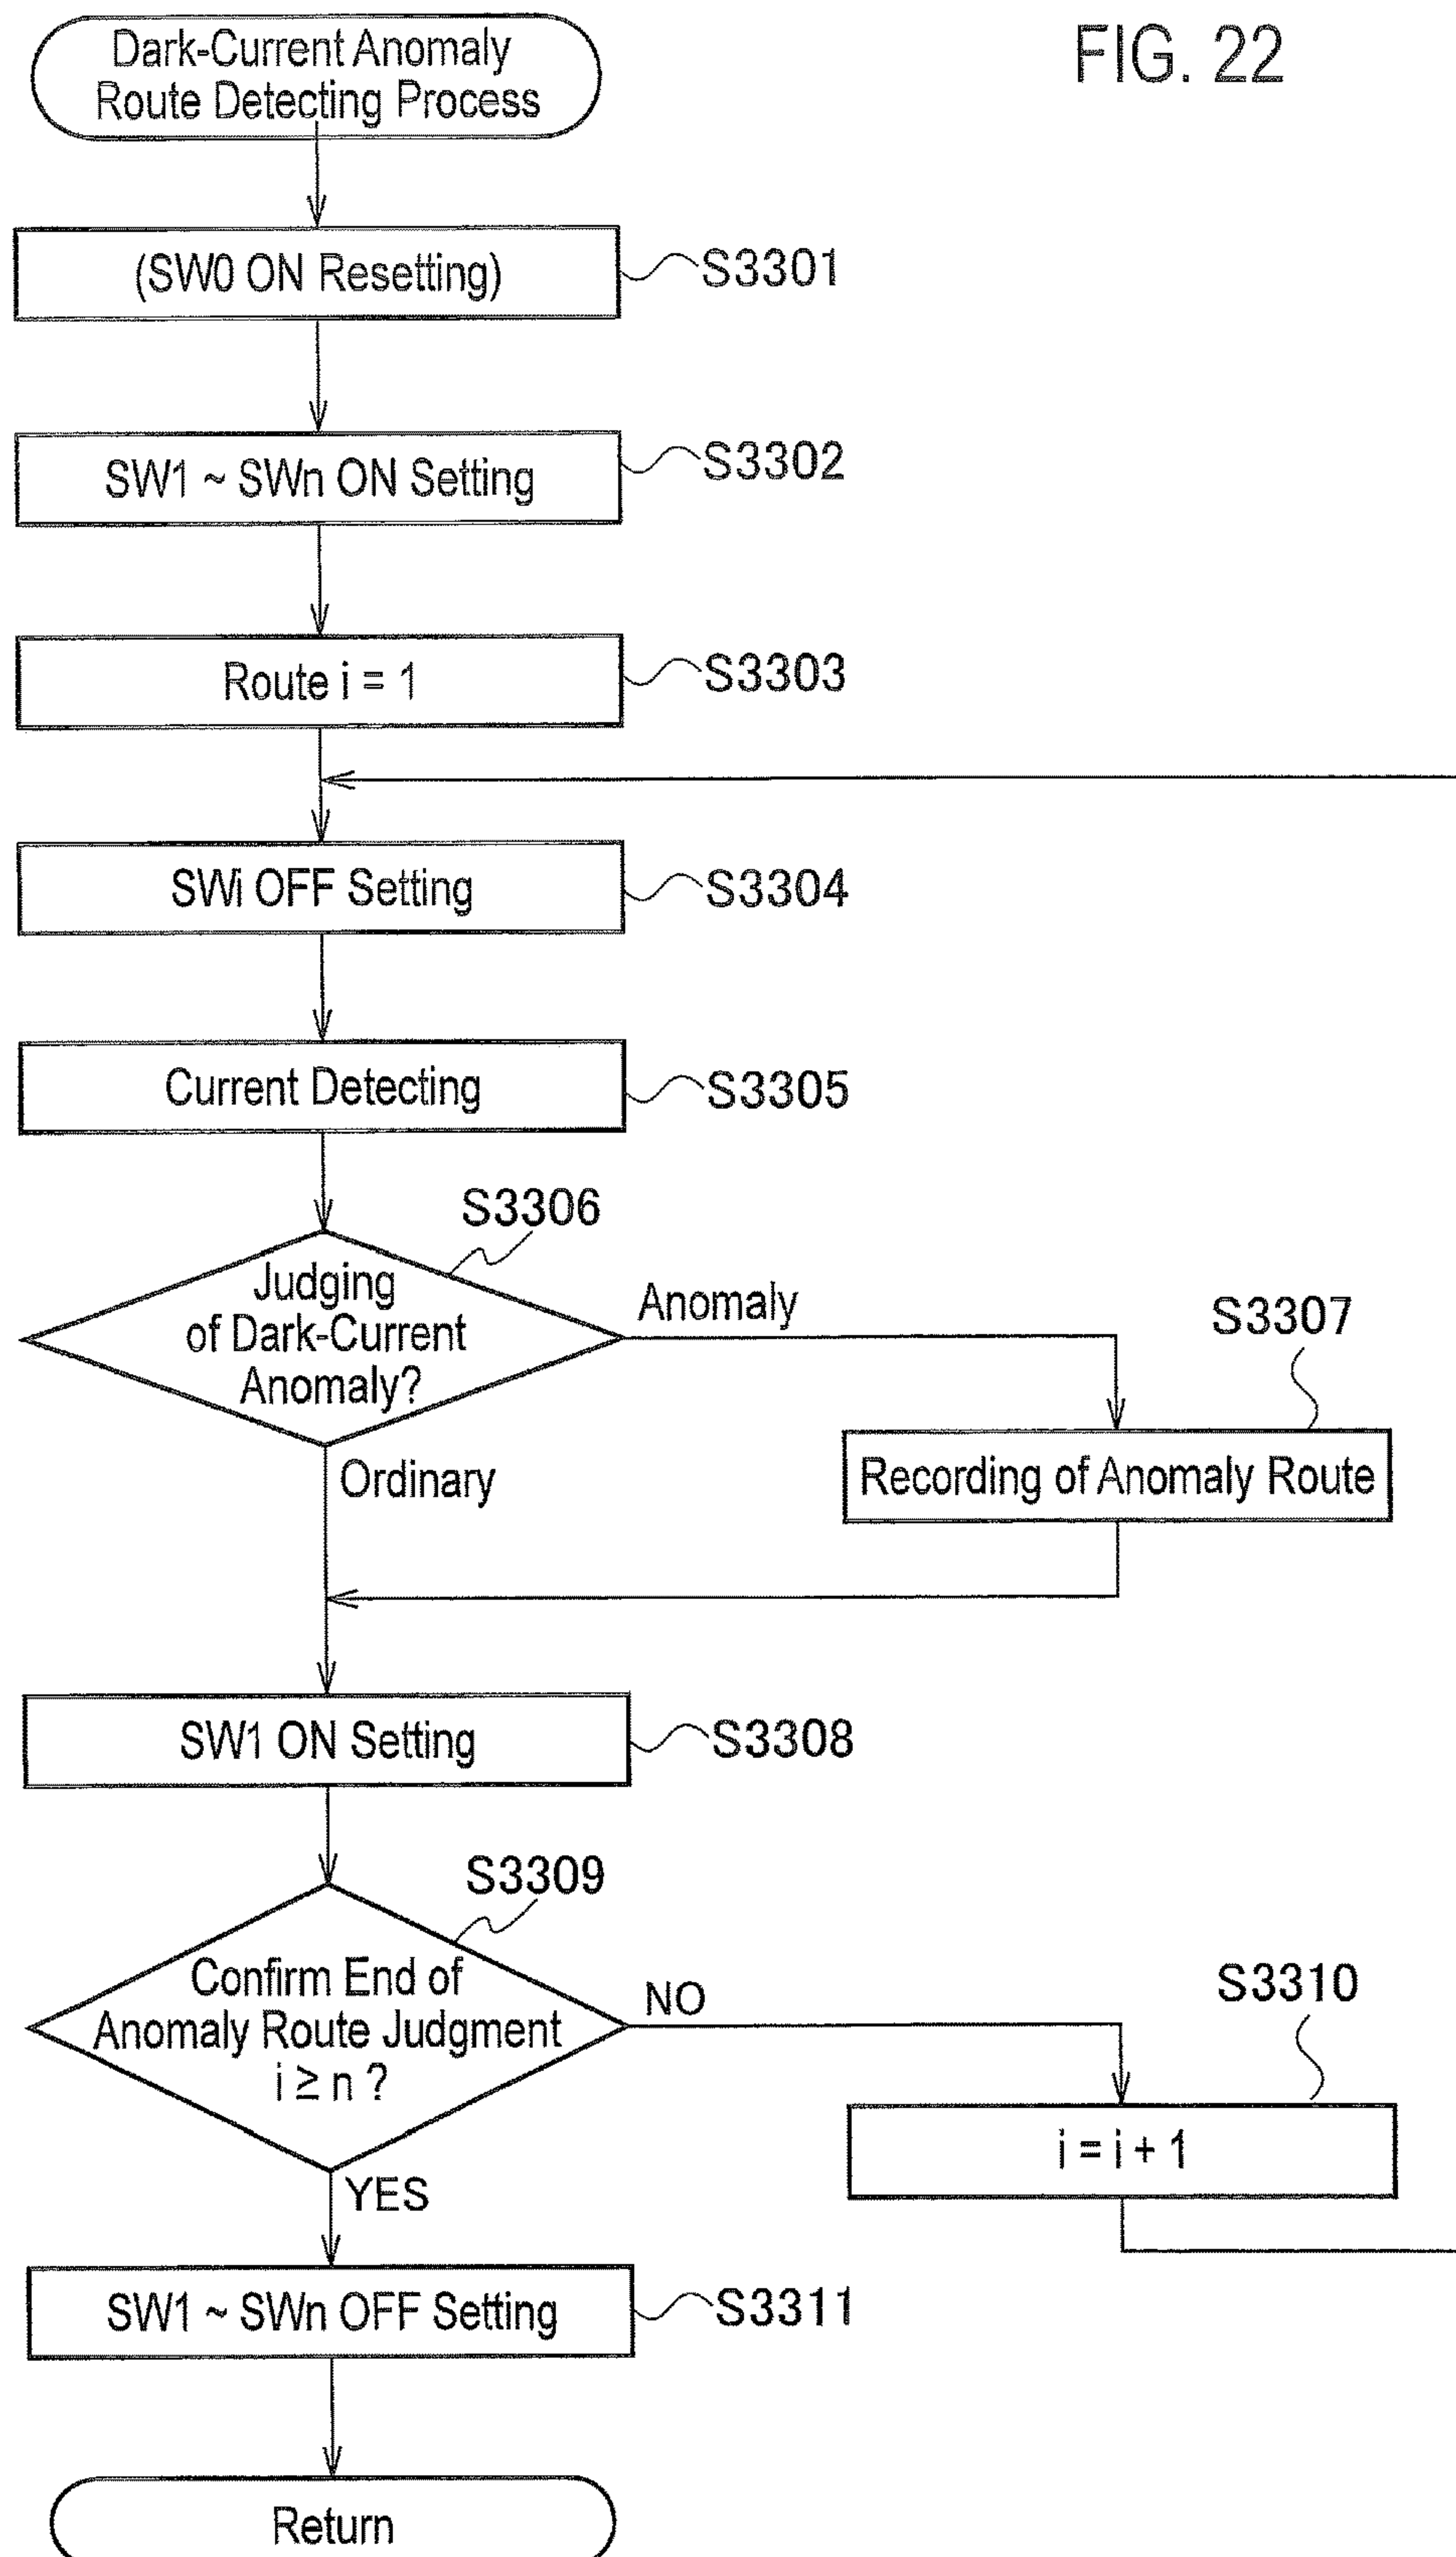 FIG. 22
Dark-Current Anomaly
Route Detecting Process
(SW0 ON Resetting)
S3301
SW1 ~ SWn ON Setting
S3302
Route i = 1
S3303
SWi OFF Setting
S3304
Current Detecting
S3305
S3306
Judging
of Dark-Current
Anomaly?
Anomaly
S3307
Recording of Anomaly Route
Ordinary
SW1 ON Setting
S3308
S3309
Confirm End of
Anomaly Route Judgment
i ≥ n ?
NO
S3310
i = i + 1
YES
SW1 ~ SWn OFF Setting
S3311
Return